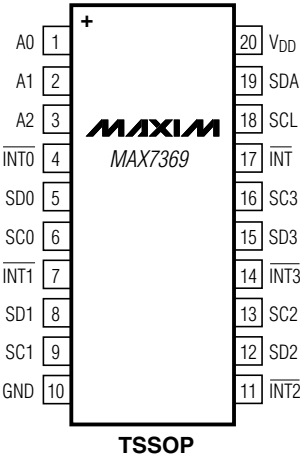 +
A0 1 20 VDD
A1 2 19 SDA
A2 3 MAXIM 18 SCL
INT0 4 MAX7369 17 INT
SD0 5 16 SC3
SC0 6 15 SD3
INT1 7 14 INT3
SD1 8 13 SC2
SC1 9 12 SD2
GND 10 11 INT2
TSSOP